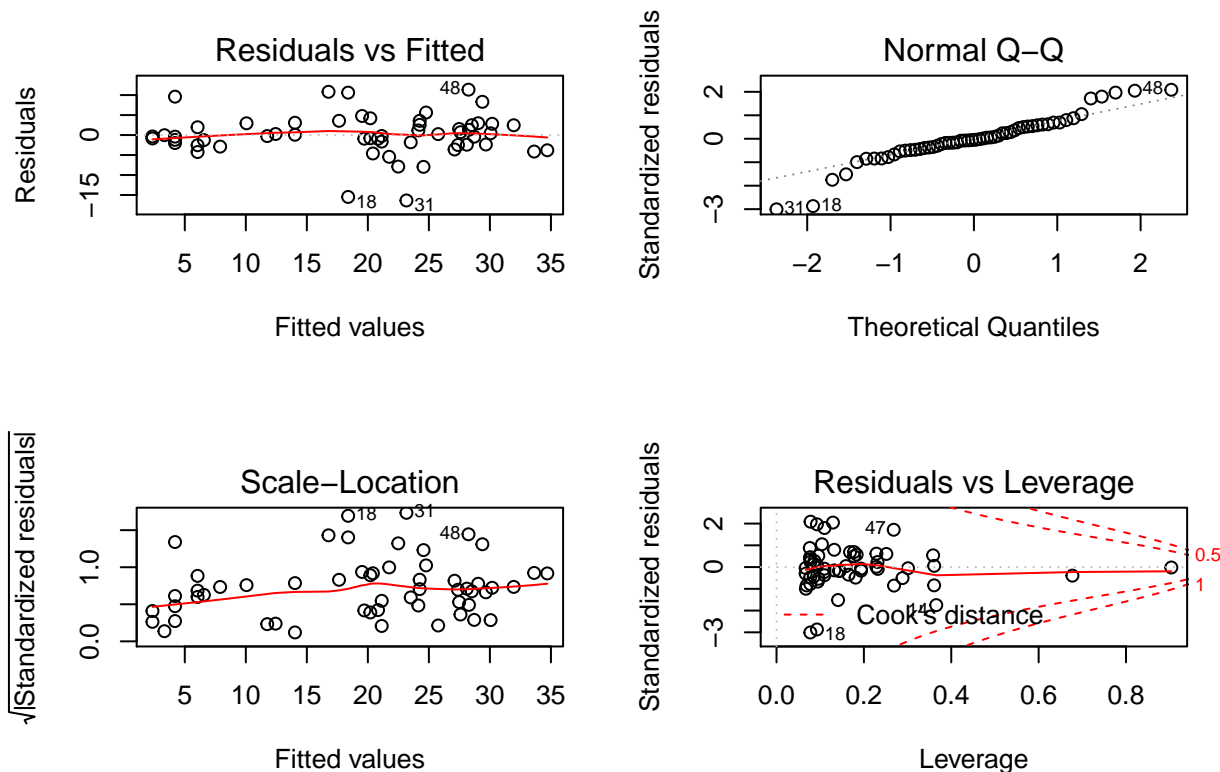 Residuals vs Fitted
Residuals
0
−15
48
18
31
5 10 15 20 25 30 35
Fitted values
Normal Q−Q
Standardized residuals
2
0
−3
48
31
18
−2 −1 0 1 2
Theoretical Quantiles
Scale−Location
√|Standardized residuals|
1.0
0.0
18
31
48
5 10 15 20 25 30 35
Fitted values
Residuals vs Leverage
Standardized residuals
2
0
−3
47
14
18
Cook's distance
0.5
1
0.0 0.2 0.4 0.6 0.8
Leverage